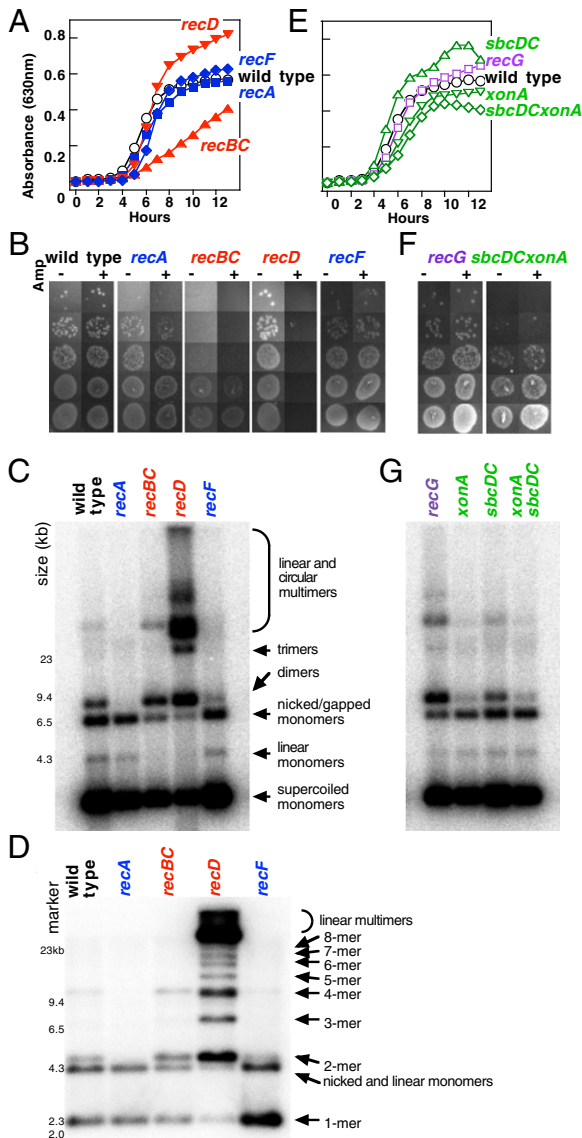 A
Absorbance (630nm)
0.8
0.6
0.4
0.2
0 2 4 6 8 10 12
Hours
recD
recF
wild type
recA
recBC
E
0 2 4 6 8 10 12
Hours
sbcDC
recG
wild type
xonA
sbcDCxonA
B
wild type recA recBC recD recF
Amp - + - + - + - + - +
F
recG sbcDCxonA
- + - +
C
size (kb)
wild type recA recBC recD recF
23
9.4
6.5
4.3
linear and circular multimers
trimers
dimers
nicked/gapped monomers
linear monomers
supercoiled monomers
G
recG xonA sbcDC xonA sbcDC
D
marker
wild type recA recBC recD recF
23kb
9.4
6.5
4.3
2.3
2.0
linear multimers
8-mer
7-mer
6-mer
5-mer
4-mer
3-mer
2-mer
nicked and linear monomers
1-mer